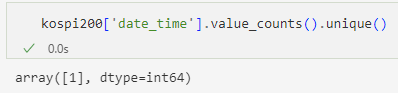 kospi200['date_time'].value_counts().unique()
0.0s
array([1], dtype=int64)